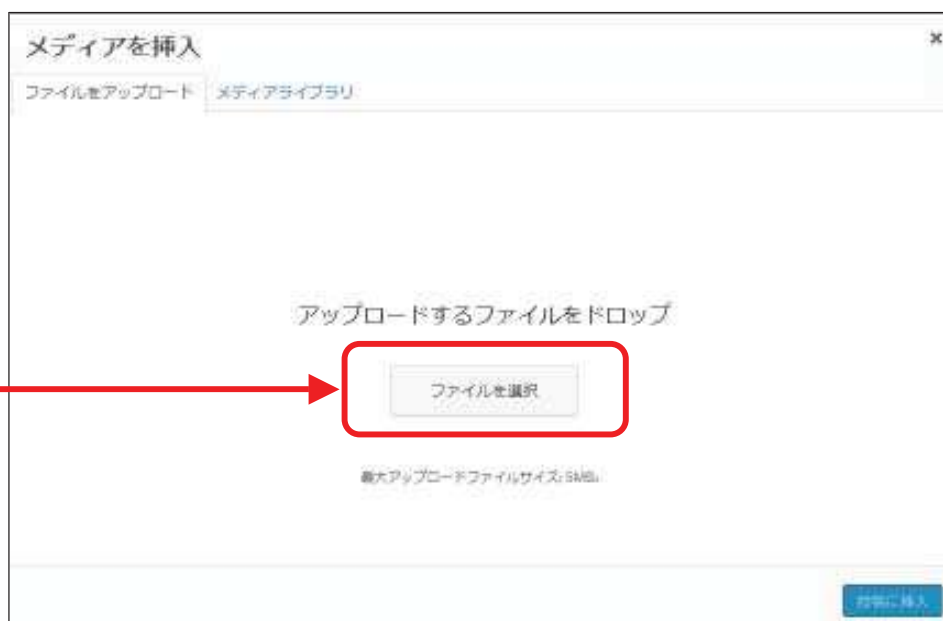 メディアを挿入
ファイルをアップロード メディアライブラリ
アップロードするファイルをドロップ
ファイルを選択
最大アップロードファイルサイズ: 5MB。
投稿に挿入